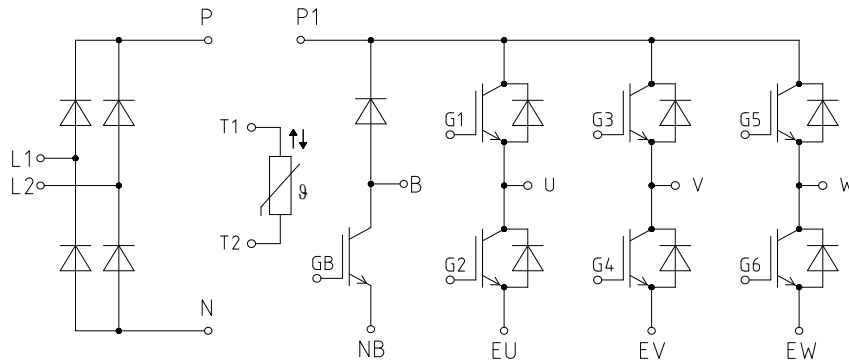 P P1
T1 G1 G3 G5
L1
L2 ϑ B U V W
T2 GB G2 G4 G6
N
NB EU EV EW